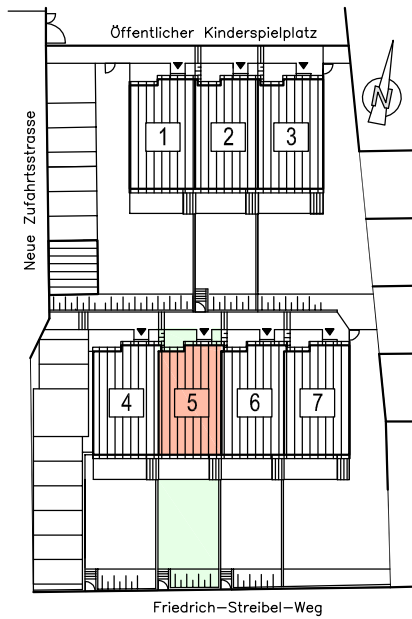 Öffentlicher Kinderspielplatz
N
Neue Zufahrtsstrasse
1
2
3
4
5
6
7
Friedrich-Streibel-Weg